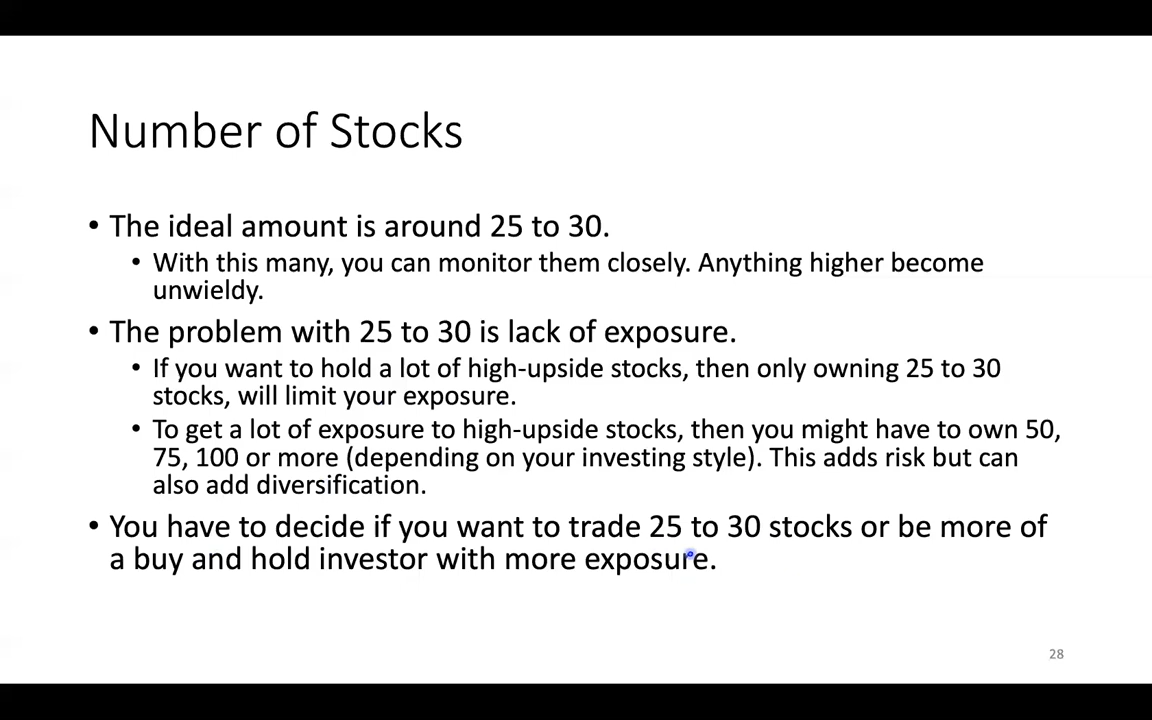 Number of Stocks
• The ideal amount is around 25 to 30.
• With this many, you can monitor them closely. Anything higher become
unwieldy.
• The problem with 25 to 30 is lack of exposure.
• If you want to hold a lot of high-upside stocks, then only owning 25 to 30
stocks, will limit your exposure.
• To get a lot of exposure to high-upside stocks, then you might have to own 50,
75, 100 or more (depending on your investing style). This adds risk but can
also add diversification.
• You have to decide if you want to trade 25 to 30 stocks or be more of
a buy and hold investor with more exposure.
28